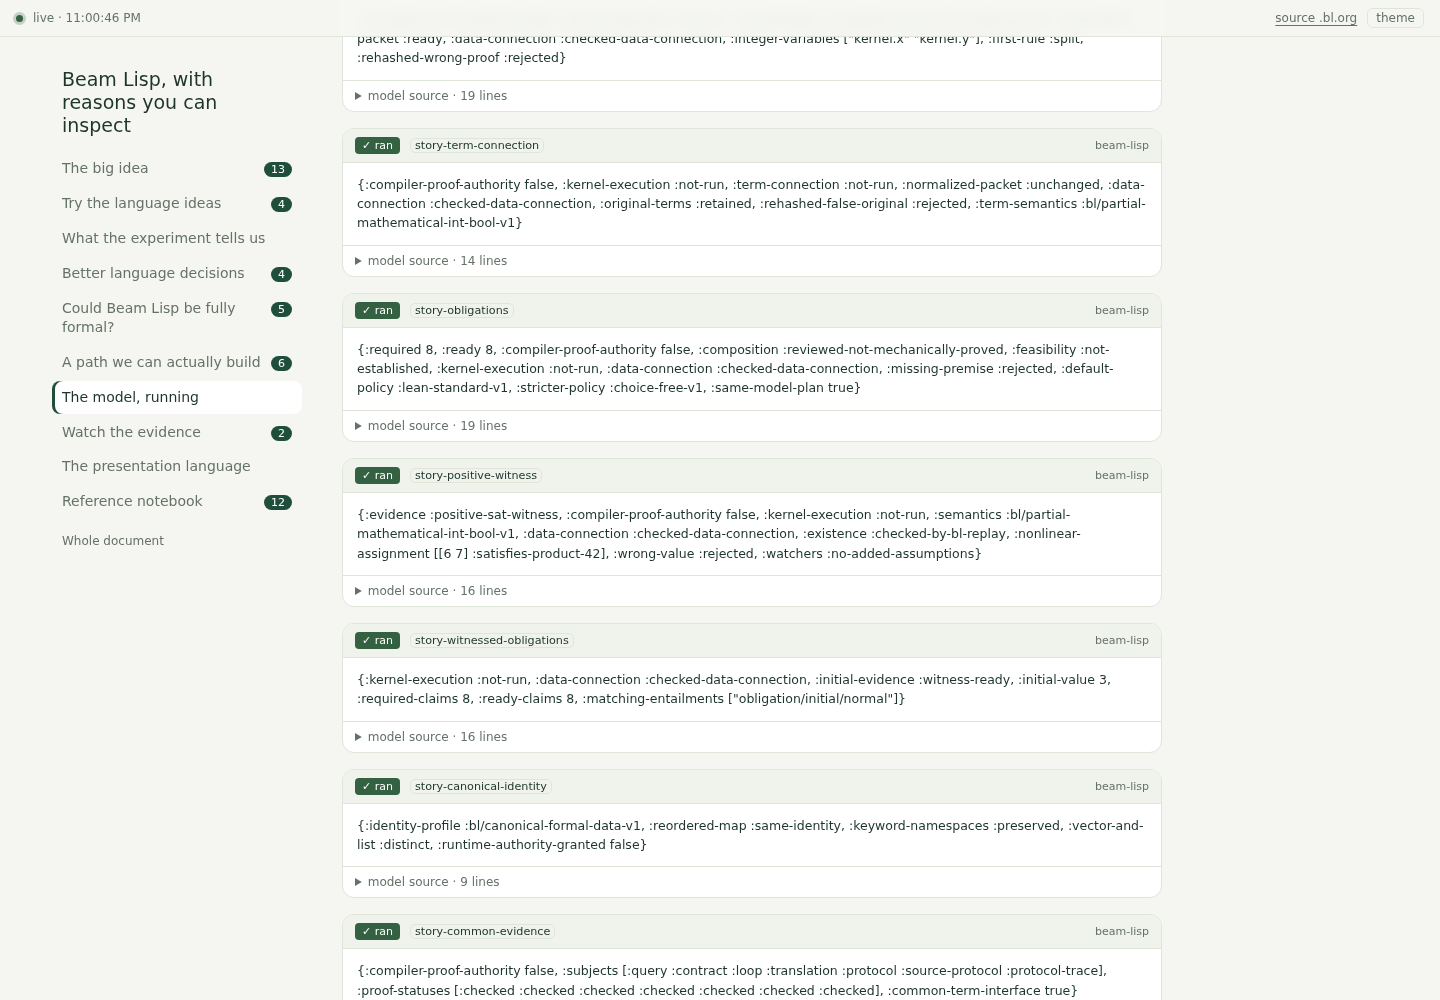 live · 11:00:46 PM
source .bl.org
theme
Beam Lisp, with
reasons you can
inspect
The big idea 13
Try the language ideas 4
What the experiment tells us
Better language decisions 4
Could Beam Lisp be fully 5
formal?
A path we can actually build 6
The model, running
Watch the evidence 2
The presentation language
Reference notebook 12
Whole document
packet :ready, :data-connection :checked-data-connection, :integer-variables ["kernel.x" "kernel.y"], :first-rule :split,
:rehashed-wrong-proof :rejected}
▶ model source · 19 lines
✓ ran story-term-connection beam-lisp
{:compiler-proof-authority false, :kernel-execution :not-run, :term-connection :not-run, :normalized-packet :unchanged, :data-
connection :checked-data-connection, :original-terms :retained, :rehashed-false-original :rejected, :term-semantics :bl/partial-
mathematical-int-bool-v1}
▶ model source · 14 lines
✓ ran story-obligations beam-lisp
{:required 8, :ready 8, :compiler-proof-authority false, :composition :reviewed-not-mechanically-proved, :feasibility :not-
established, :kernel-execution :not-run, :data-connection :checked-data-connection, :missing-premise :rejected, :default-
policy :lean-standard-v1, :stricter-policy :choice-free-v1, :same-model-plan true}
▶ model source · 19 lines
✓ ran story-positive-witness beam-lisp
{:evidence :positive-sat-witness, :compiler-proof-authority false, :kernel-execution :not-run, :semantics :bl/partial-
mathematical-int-bool-v1, :data-connection :checked-data-connection, :existence :checked-by-bl-replay, :nonlinear-
assignment [[6 7] :satisfies-product-42], :wrong-value :rejected, :watchers :no-added-assumptions}
▶ model source · 16 lines
✓ ran story-witnessed-obligations beam-lisp
{:kernel-execution :not-run, :data-connection :checked-data-connection, :initial-evidence :witness-ready, :initial-value 3,
:required-claims 8, :ready-claims 8, :matching-entailments ["obligation/initial/normal"]}
▶ model source · 16 lines
✓ ran story-canonical-identity beam-lisp
{:identity-profile :bl/canonical-formal-data-v1, :reordered-map :same-identity, :keyword-namespaces :preserved, :vector-and-
list :distinct, :runtime-authority-granted false}
▶ model source · 9 lines
✓ ran story-common-evidence beam-lisp
{:compiler-proof-authority false, :subjects [:query :contract :loop :translation :protocol :source-protocol :protocol-trace],
:proof-statuses [:checked :checked :checked :checked :checked :checked :checked], :common-term-interface true}